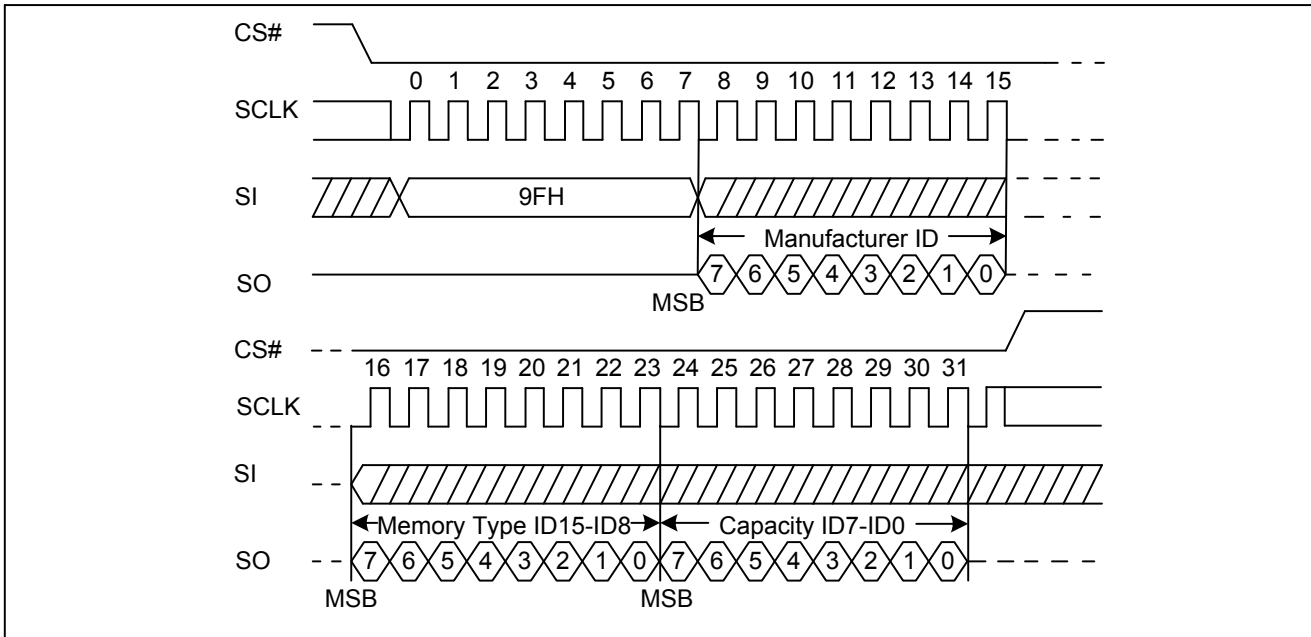 CS#
0 1 2 3 4 5 6 7 8 9 10 11 12 13 14 15
SCLK
SI 9FH
Manufacturer ID
SO 7 6 5 4 3 2 1 0
MSB
CS#
16 17 18 19 20 21 22 23 24 25 26 27 28 29 30 31
SCLK
SI
Memory Type ID15-ID8 Capacity ID7-ID0
SO 7 6 5 4 3 2 1 0 7 6 5 4 3 2 1 0
MSB MSB